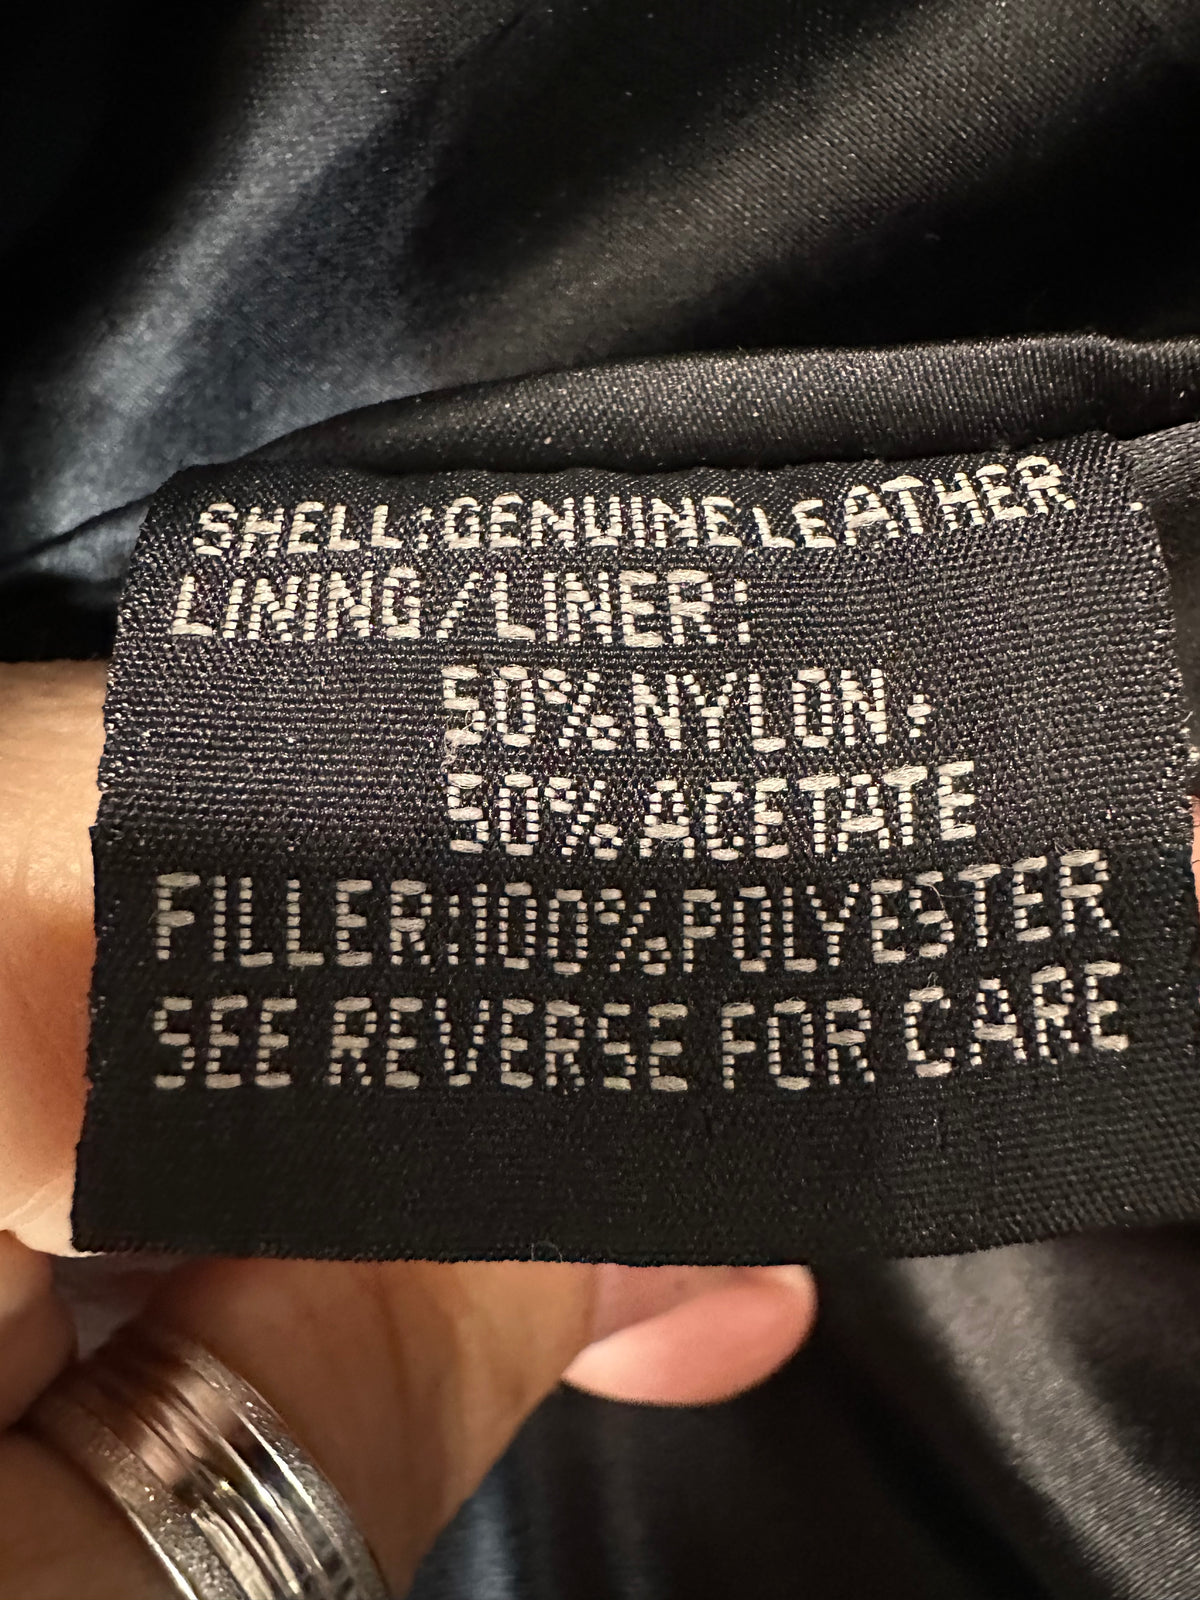 SHELL:GENUINE LEATHER
LINING/LINER:
50% NYLON.
50% ACETATE
FILLER:100% POLYESTER
SEE REVERSE FOR CARE